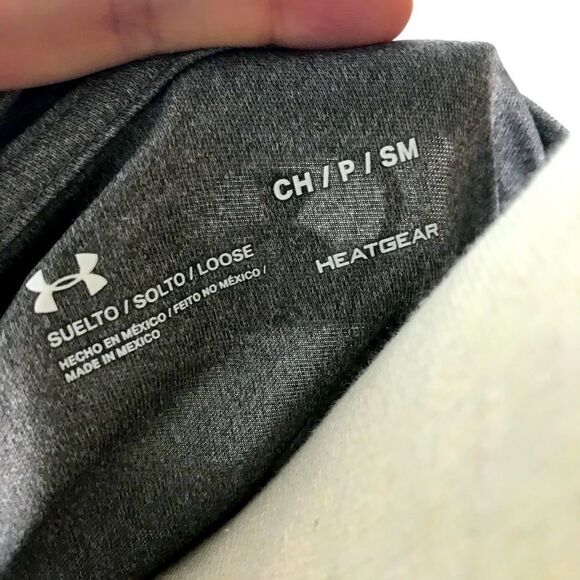 CH / P / SM
HEATGEAR
SUELTO / SOLTO / LOOSE
HECHO EN MÉXICO / FEITO NO MÉXICO /
MADE IN MEXICO